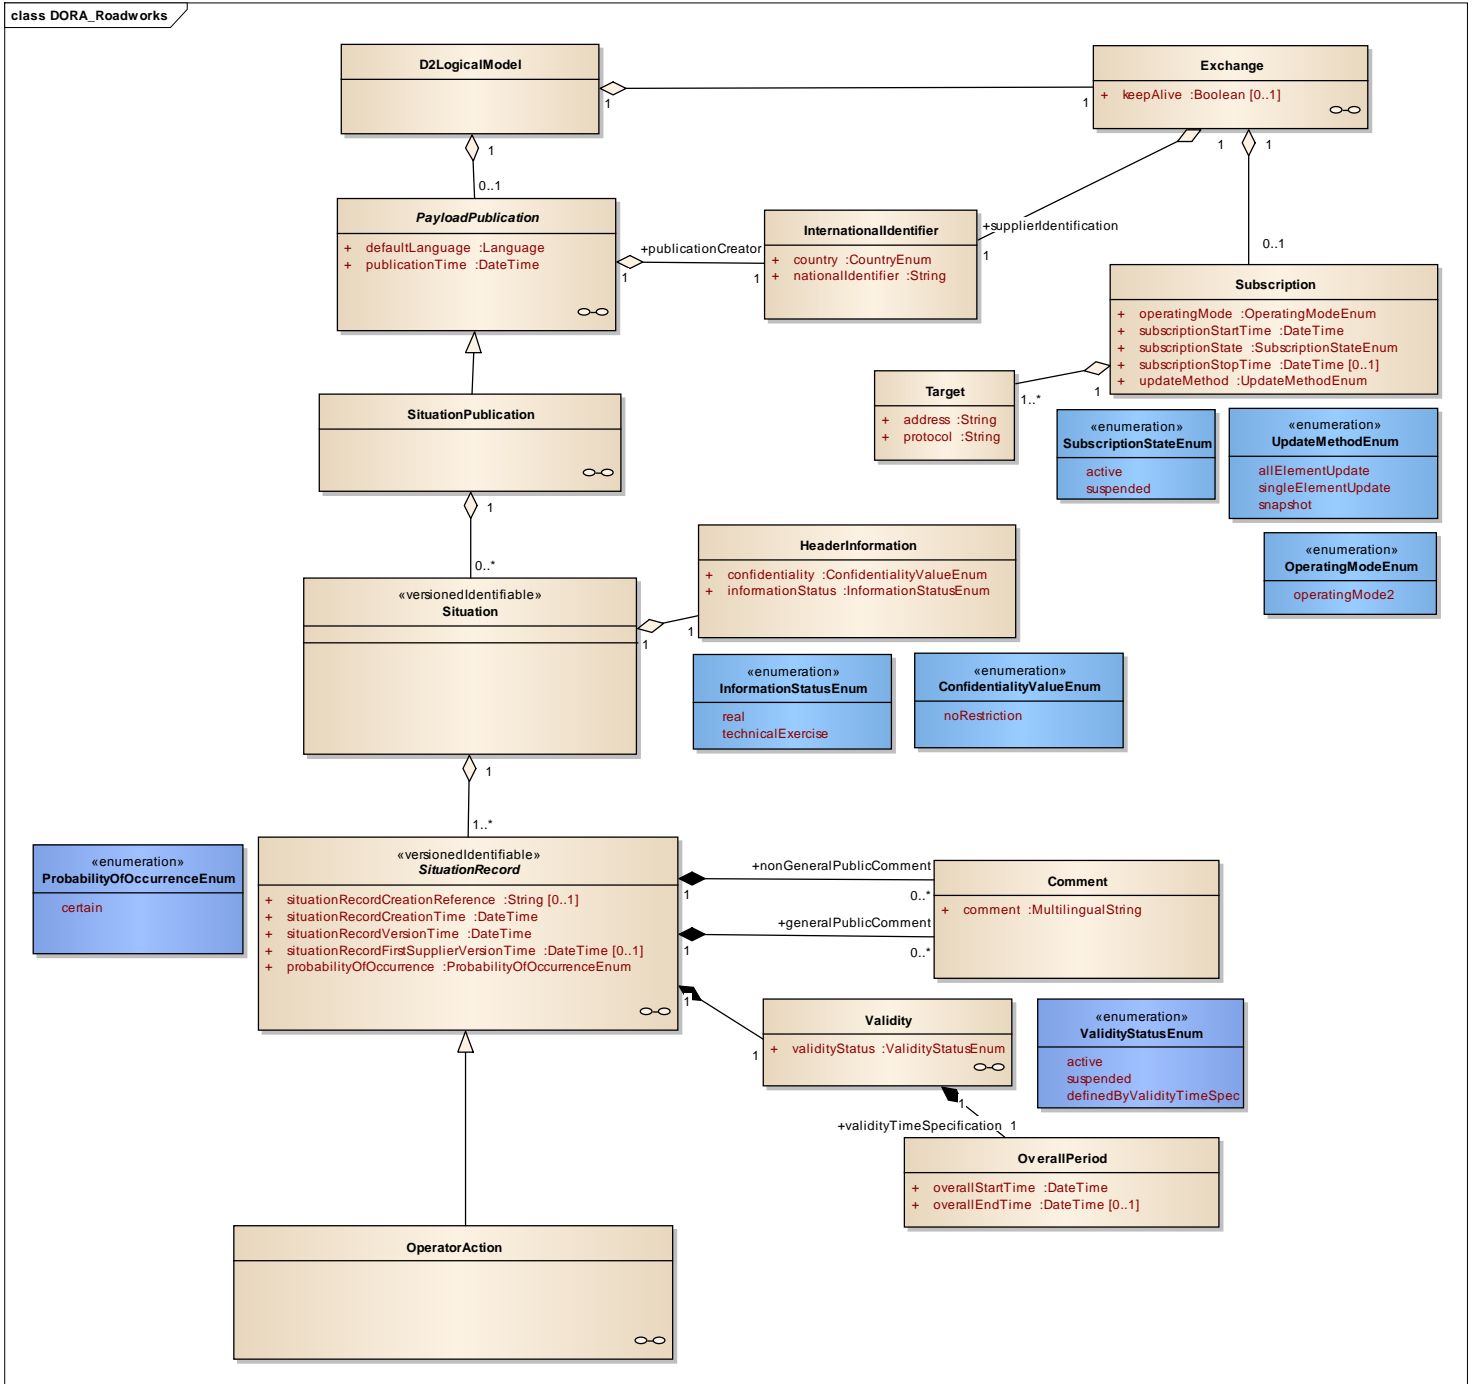 class DORA_Roadworks
D2LogicalModel
1
1
1
0..1
Exchange
+ keepAlive :Boolean [0..1]
1
1
PayloadPublication
+ defaultLanguage :Language
+ publicationTime :DateTime
+publicationCreator
1
1
InternationalIdentifier
+ country :CountryEnum
+ nationalIdentifier :String
+supplierIdentification
1
0..1
Subscription
+ operatingMode :OperatingModeEnum
+ subscriptionStartTime :DateTime
+ subscriptionState :SubscriptionStateEnum
+ subscriptionStopTime :DateTime [0..1]
+ updateMethod :UpdateMethodEnum
1
1..*
Target
+ address :String
+ protocol :String
SituationPublication
1
0..*
«enumeration»
SubscriptionStateEnum
active
suspended
«enumeration»
UpdateMethodEnum
allElementUpdate
singleElementUpdate
snapshot
«enumeration»
OperatingModeEnum
operatingMode2
HeaderInformation
+ confidentiality :ConfidentialityValueEnum
+ informationStatus :InformationStatusEnum
«versionedIdentifiable»
Situation
1
1
1
1..*
«enumeration»
InformationStatusEnum
real
technicalExercise
«enumeration»
ConfidentialityValueEnum
noRestriction
«enumeration»
ProbabilityOfOccurrenceEnum
certain
«versionedIdentifiable»
SituationRecord
+ situationRecordCreationReference :String [0..1]
+ situationRecordCreationTime :DateTime
+ situationRecordVersionTime :DateTime
+ situationRecordFirstSupplierVersionTime :DateTime [0..1]
+ probabilityOfOccurrence :ProbabilityOfOccurrenceEnum
+nonGeneralPublicComment
1
0..*
+generalPublicComment
1
0..*
Comment
+ comment :MultilingualString
1
1
Validity
+ validityStatus :ValidityStatusEnum
«enumeration»
ValidityStatusEnum
active
suspended
definedByValidityTimeSpec
1
+validityTimeSpecification 1
OverallPeriod
+ overallStartTime :DateTime
+ overallEndTime :DateTime [0..1]
OperatorAction